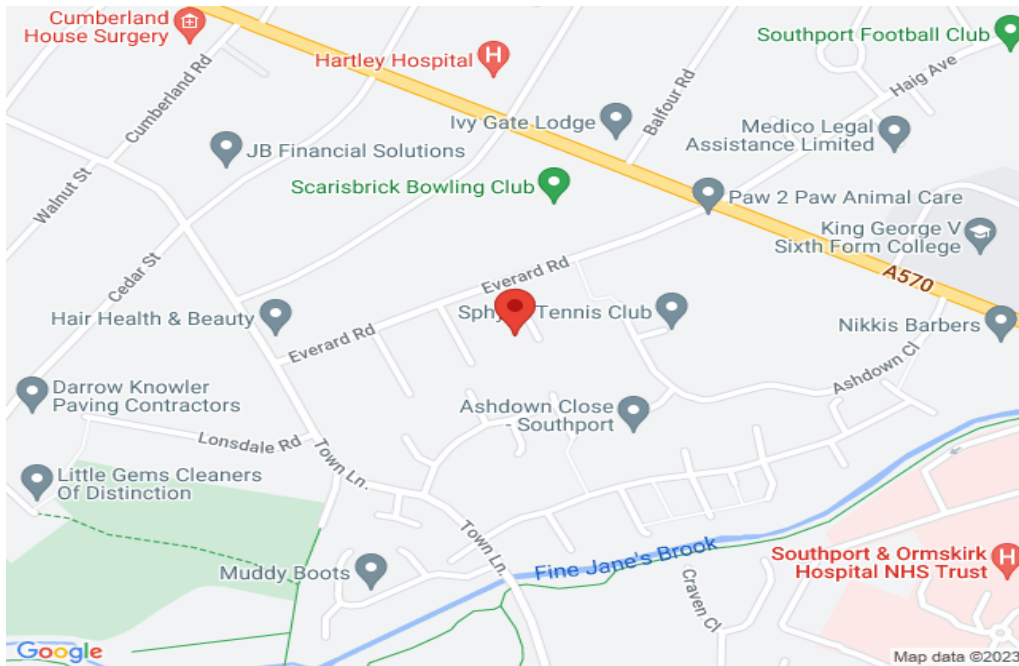 Cumberland
House Surgery
Hartley Hospital
Southport Football Club
Haig Ave
Cumberland Rd
Balfour Rd
Ivy Gate Lodge
Medico Legal
Assistance Limited
JB Financial Solutions
Walnut St
Scarisbrick Bowling Club
Paw 2 Paw Animal Care
King George V
Sixth Form College
Cedar St
Everard Rd
A570
Hair Health & Beauty
Tennis Club
Nikkis Barbers
Everard Rd
Ashdown Cl
Darrow Knowler
Paving Contractors
Ashdown Close
- Southport
Lonsdale Rd
Town Ln.
Little Gems Cleaners
Of Distinction
Town Ln.
Fine Jane's Brook
Southport & Ormskirk
Hospital NHS Trust
Muddy Boots
Craven Cl
Google
Map data ©2023